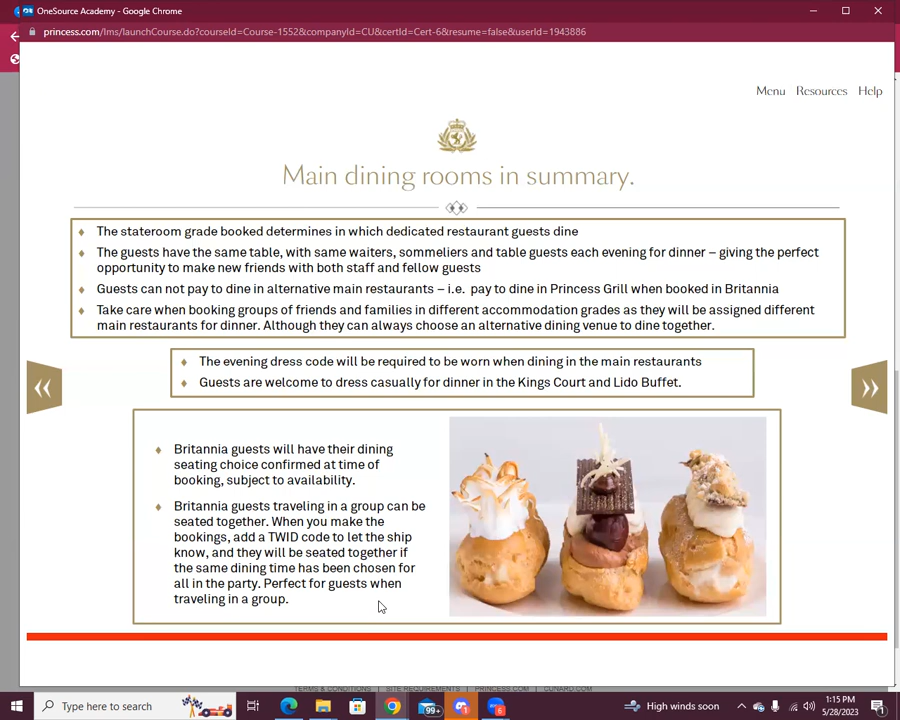 OneSource Academy - Google Chrome
princess.com/lms/launchCourse.do?courseId=Course-1552&companyId=CU&certId=Cert-6&resume=false&userId=1943886
Menu Resources Help
Main dining rooms in summary.
The stateroom grade booked determines in which dedicated restaurant guests dine
The guests have the same table, with same waiters, sommeliers and table guests each evening for dinner – giving the perfect
opportunity to make new friends with both staff and fellow guests
Guests can not pay to dine in alternative main restaurants – i.e. pay to dine in Princess Grill when booked in Britannia
Take care when booking groups of friends and families in different accommodation grades as they will be assigned different
main restaurants for dinner. Although they can always choose an alternative dining venue to dine together.
The evening dress code will be required to be worn when dining in the main restaurants
Guests are welcome to dress casually for dinner in the Kings Court and Lido Buffet.
Britannia guests will have their dining
seating choice confirmed at time of
booking, subject to availability.
Britannia guests traveling in a group can be
seated together. When you make the
bookings, add a TWID code to let the ship
know, and they will be seated together if
the same dining time has been chosen for
all in the party. Perfect for guests when
traveling in a group.
TERMS & CONDITIONS | SITE REQUIREMENTS | PRINCESS.COM | CUNARD.COM
Type here to search
99+
6
High winds soon
1:15 PM
5/28/2023
1